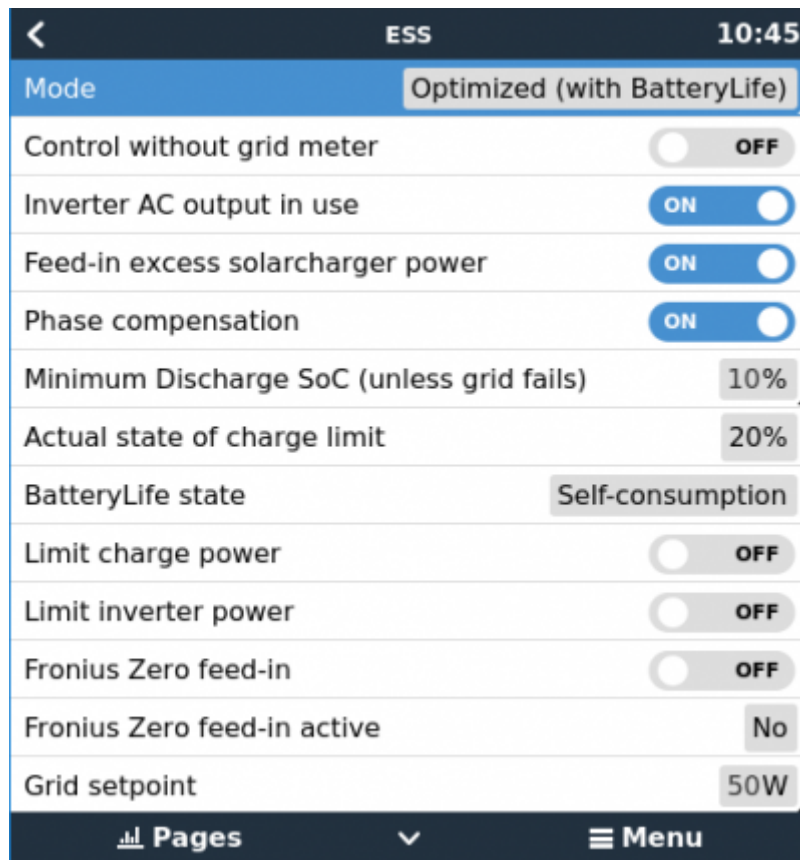 ESS 10:45
Mode Optimized (with BatteryLife)
Control without grid meter OFF
Inverter AC output in use ON
Feed-in excess solarcharger power ON
Phase compensation ON
Minimum Discharge SoC (unless grid fails) 10%
Actual state of charge limit 20%
BatteryLife state Self-consumption
Limit charge power OFF
Limit inverter power OFF
Fronius Zero feed-in OFF
Fronius Zero feed-in active No
Grid setpoint 50W
Pages Menu